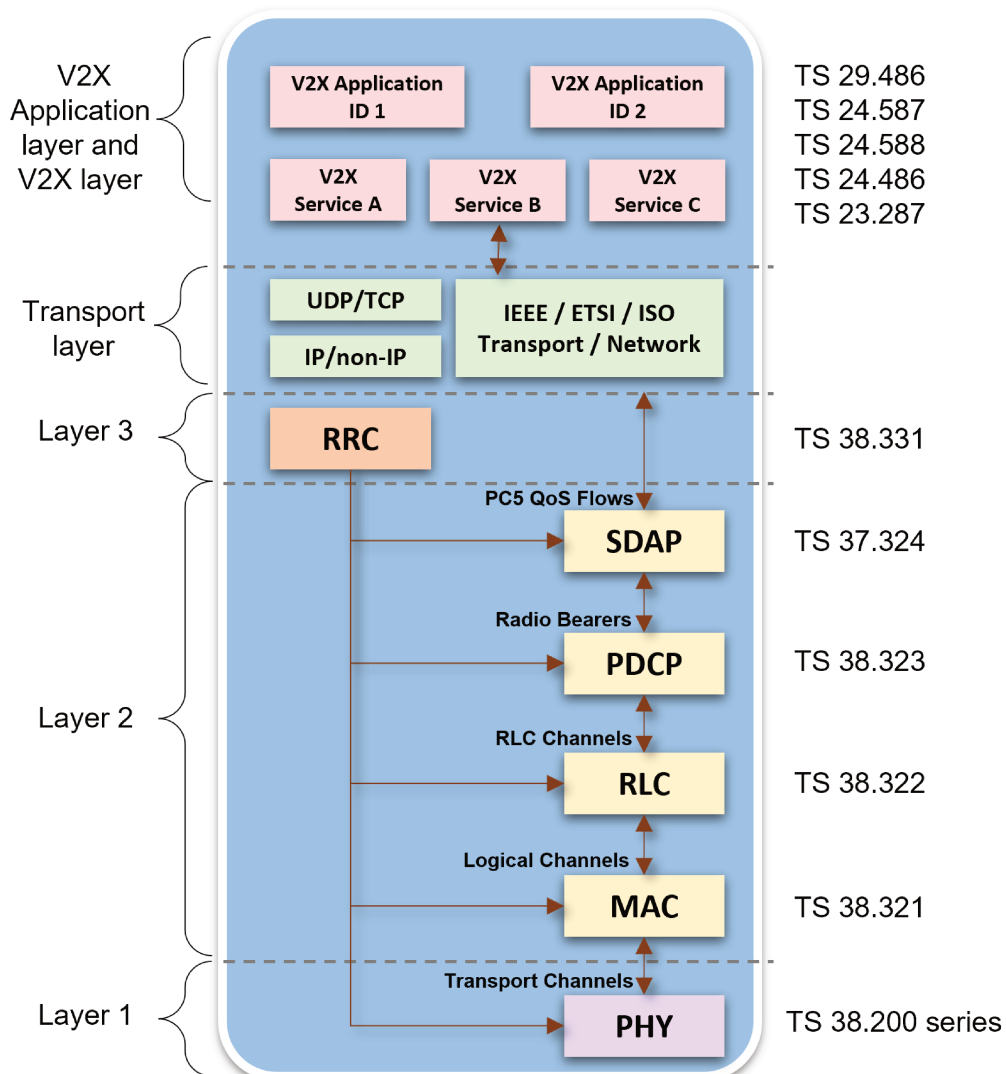 V2X
Application
layer and
V2X layer
V2X Application
ID 1
V2X Application
ID 2
V2X
Service A
V2X
Service B
V2X
Service C
TS 29.486
TS 24.587
TS 24.588
TS 24.486
TS 23.287
Transport
layer
UDP/TCP
IP/non-IP
IEEE / ETSI / ISO
Transport / Network
Layer 3
RRC
TS 38.331
PC5 QoS Flows
SDAP
TS 37.324
Radio Bearers
PDCP
TS 38.323
Layer 2
RLC Channels
RLC
TS 38.322
Logical Channels
MAC
TS 38.321
Transport Channels
Layer 1
PHY
TS 38.200 series